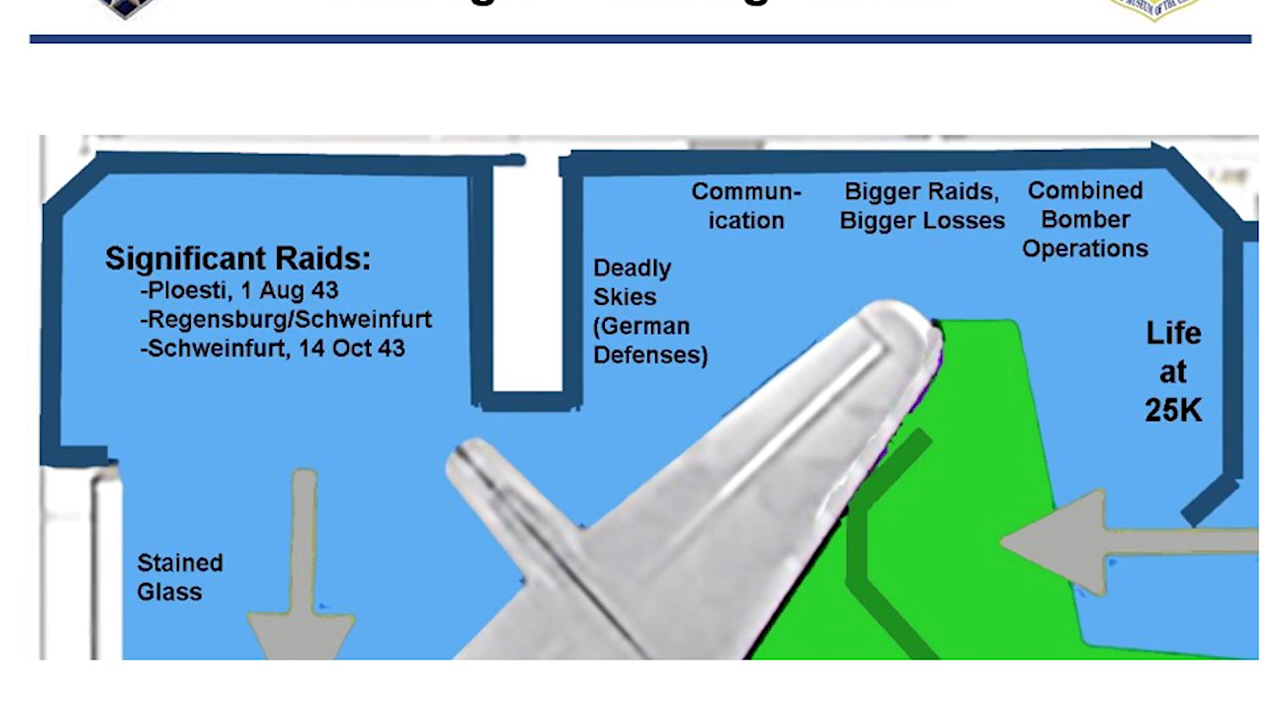 Significant Raids:
-Ploesti, 1 Aug 43
-Regensburg/Schweinfurt
-Schweinfurt, 14 Oct 43
Stained
Glass
Deadly
Skies
(German
Defenses)
Commun-
ication
Bigger Raids,
Bigger Losses
Combined
Bomber
Operations
Life
at
25K